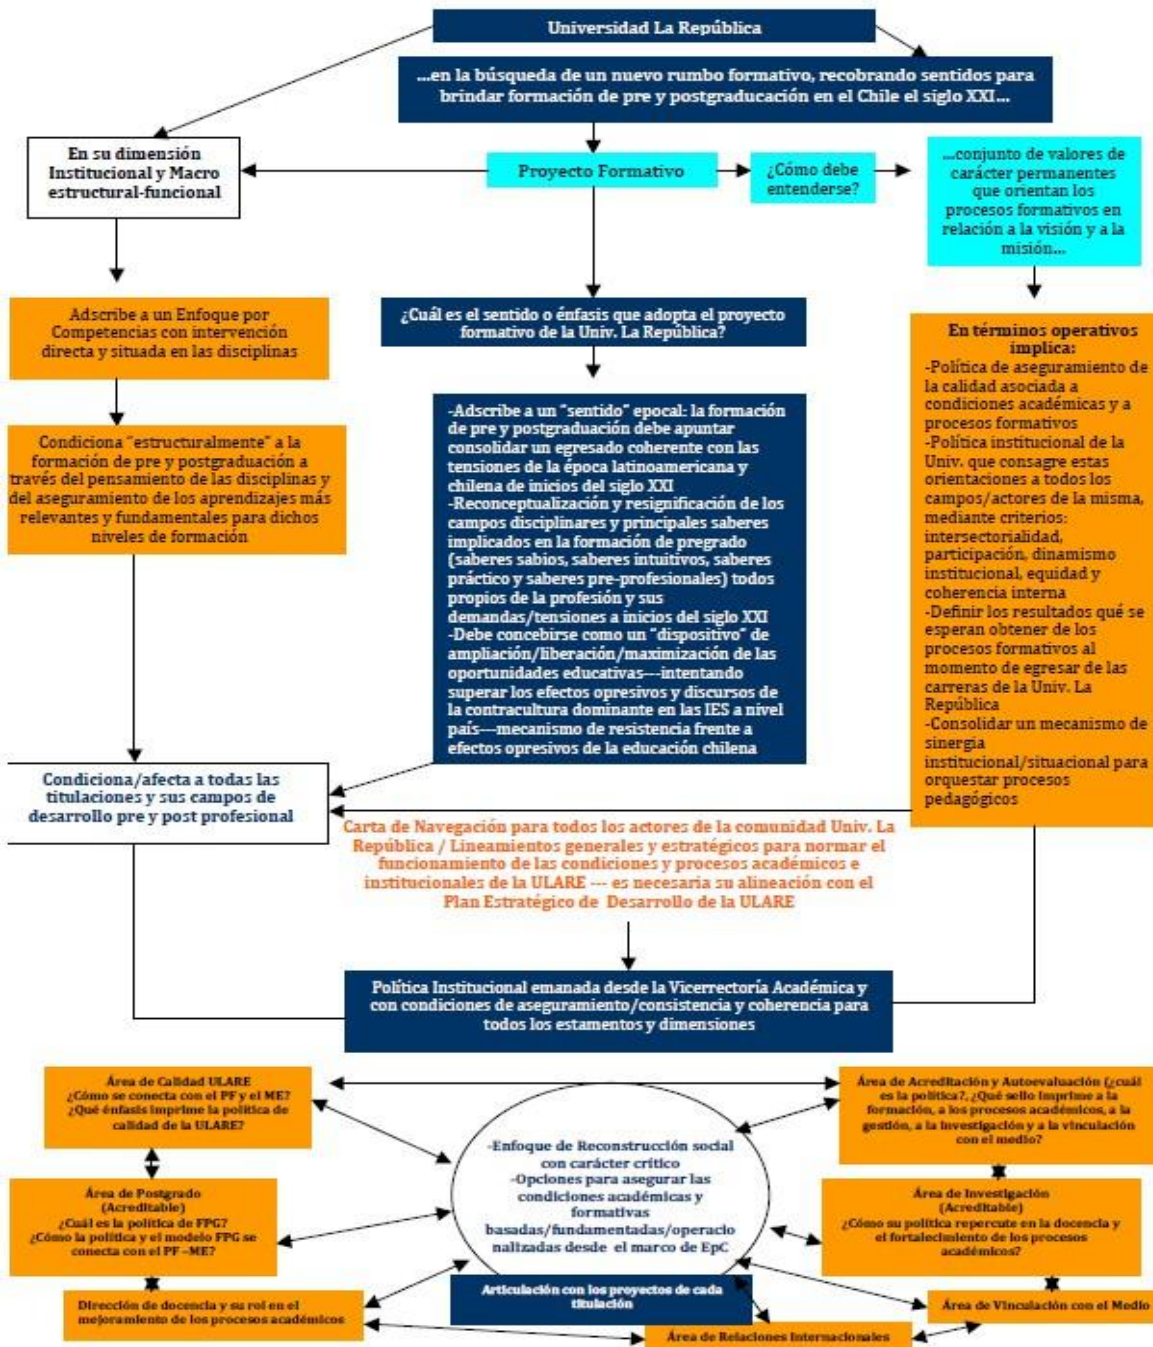 Universidad La República
...en la búsqueda de un nuevo rumbo formativo, recobrando sentidos para
brindar formación de pre y postgraducación en el Chile el siglo XXI...
En su dimensión
Institucional y Macro
estructural-funcional
Proyecto Formativo
¿Cómo debe
entenderse?
...conjunto de valores de
carácter permanentes
que orientan los
procesos formativos en
relación a la visión y a la
misión...
Adscribe a un Enfoque por
Competencias con intervención
directa y situada en las disciplinas
¿Cuál es el sentido o énfasis que adopta el proyecto
formativo de la Univ. La República?
En términos operativos
implica:
-Política de aseguramiento de
la calidad asociada a
condiciones académicas y a
procesos formativos
-Política institucional de la
Univ. que consagre estas
orientaciones a todos los
campos/actores de la misma,
mediante criterios:
intersectorialidad,
participación, dinamismo
institucional, equidad y
coherencia interna
-Definir los resultados qué se
esperan obtener de los
procesos formativos al
momento de egresar de las
carreras de la Univ. La
República
-Consolidar un mecanismo de
sinergia
institucional/situacional para
orquestar procesos
pedagógicos
Condiciona "estructuralmente" a la
formación de pre y postgraduación a
través del pensamiento de las disciplinas y
del aseguramiento de los aprendizajes más
relevantes y fundamentales para dichos
niveles de formación
-Adscribe a un "sentido" epocal: la formación
de pre y postgraduación debe apuntar
consolidar un egresado coherente con las
tensiones de la época latinoamericana y
chilena de inicios del siglo XXI
-Reconceptualización y resignificación de los
campos disciplinares y principales saberes
implicados en la formación de pregrado
(saberes sabios, saberes intuitivos, saberes
práctico y saberes pre-profesionales) todos
propios de la profesión y sus
demandas/tensiones a inicios del siglo XXI
-Debe concebirse como un "dispositivo" de
ampliación/liberación/maximización de las
oportunidades educativas---intentando
superar los efectos opresivos y discursos de
la contracultura dominante en las IES a nivel
país---mecanismo de resistencia frente a
efectos opresivos de la educación chilena
Condiciona/afecta a todas las
titulaciones y sus campos de
desarrollo pre y post profesional
Carta de Navegación para todos los actores de la comunidad Univ. La
República / Lineamientos generales y estratégicos para normar el
funcionamiento de las condiciones y procesos académicos e
institucionales de la ULARE --- es necesaria su alineación con el
Plan Estratégico de Desarrollo de la ULARE
Política Institucional emanada desde la Vicerrectoría Académica y
con condiciones de aseguramiento/consistencia y coherencia para
todos los estamentos y dimensiones
Área de Calidad ULARE
¿Cómo se conecta con el PF y el ME?
¿Qué énfasis imprime la política de
calidad de la ULARE?
Área de Acreditación y Autoevaluación (¿cuál
es la política?, ¿Qué sello imprime a la
formación, a los procesos académicos, a la
gestión, a la investigación y a la vinculación
con el medio?
-Enfoque de Reconstrucción social
con carácter crítico
-Opciones para asegurar las
condiciones académicas y
formativas
basadas/fundamentadas/operacio
nalizadas desde el marco de EpC
Área de Postgrado
(Acreditable)
¿Cuál es la política de FPG?
¿Cómo la política y el modelo FPG se
conecta con el PF –ME?
Área de Investigación
(Acreditable)
¿Cómo su política repercute en la docencia y
el fortalecimiento de los procesos
académicos?
Articulación con los proyectos de cada
titulación
Dirección de docencia y su rol en el
mejoramiento de los procesos académicos
Área de Vinculación con el Medio
Área de Relaciones Internacionales